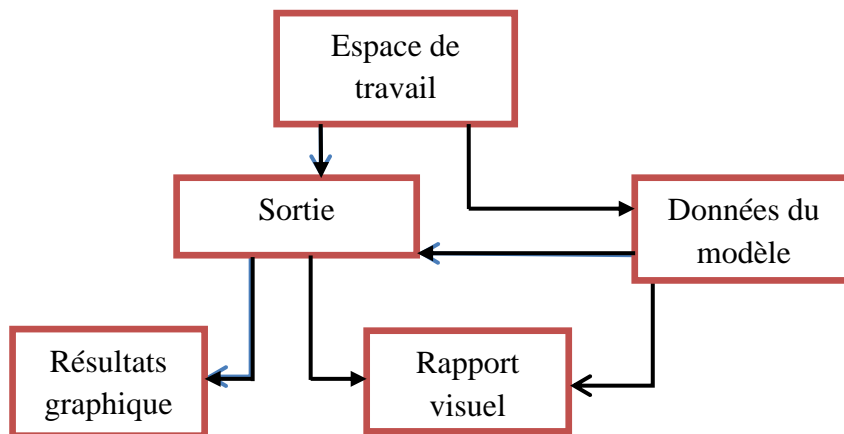 Espace de
travail
Sortie
Données du
modèle
Résultats
graphique
Rapport
visuel